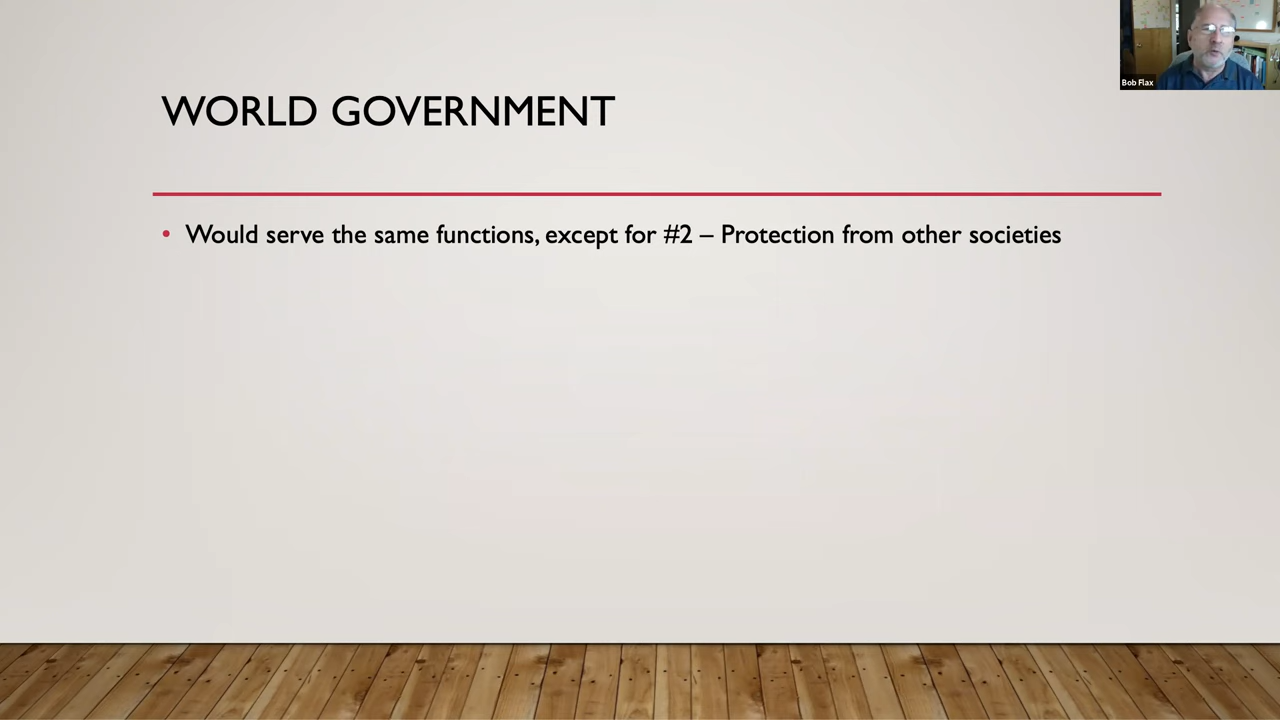 Bob Flax
WORLD GOVERNMENT
• Would serve the same functions, except for #2 – Protection from other societies